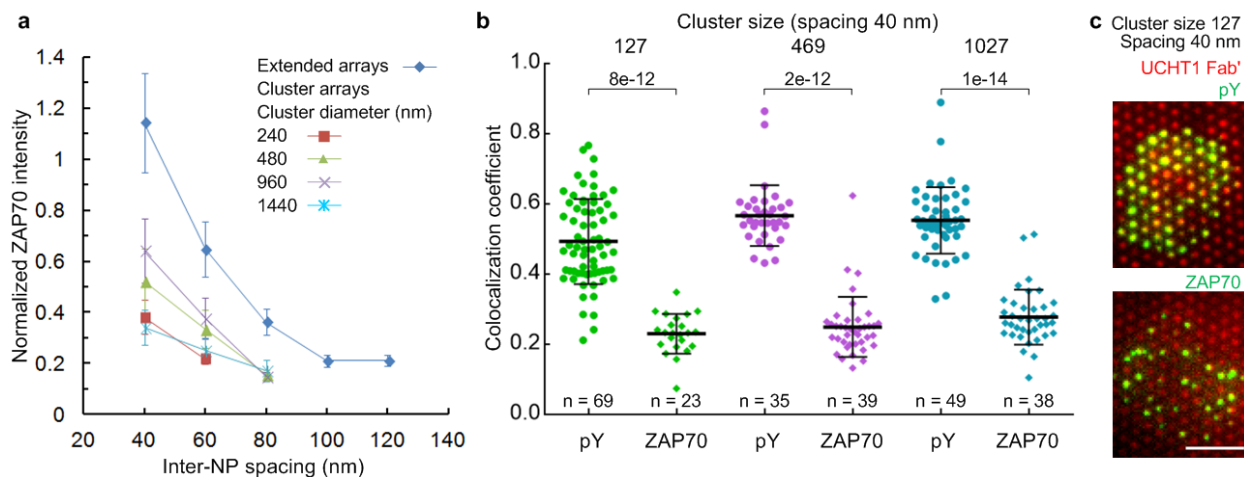 a
Normalized ZAP70 intensity
1.4
1.2
1
0.8
0.6
0.4
0.2
0
20
40
60
80
100
120
140
Inter-NP spacing (nm)
Extended arrays
Cluster arrays
Cluster diameter (nm)
240
480
960
1440
b
Cluster size (spacing 40 nm)
127
469
1027
8e-12
2e-12
1e-14
Colocalization coefficient
1.0
0.8
0.6
0.4
0.2
0.0
n = 69
n = 23
n = 35
n = 39
n = 49
n = 38
pY
ZAP70
pY
ZAP70
pY
ZAP70
c
Cluster size 127
Spacing 40 nm
UCHT1 Fab'
pY
ZAP70